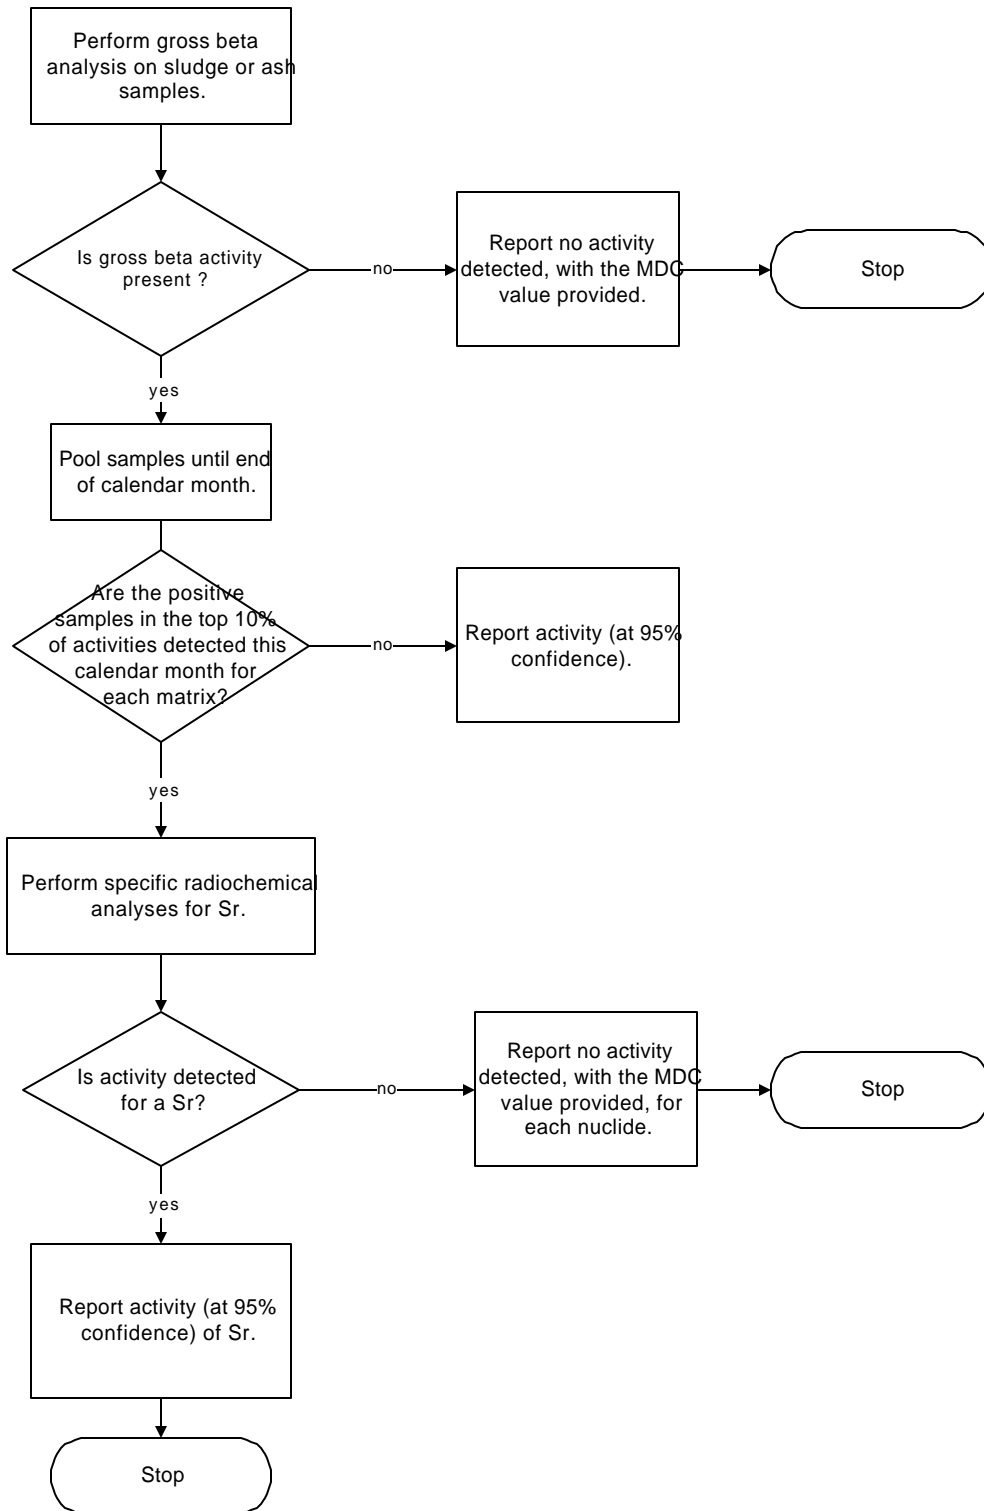 Perform gross beta
analysis on sludge or ash
samples.
Is gross beta activity
present ?
no
Report no activity
detected, with the MDC
value provided.
Stop
yes
Pool samples until end
of calendar month.
Are the positive
samples in the top 10%
of activities detected this
calendar month for
each matrix?
no
Report activity (at 95%
confidence).
yes
Perform specific radiochemical
analyses for Sr.
Is activity detected
for a Sr?
no
Report no activity
detected, with the MDC
value provided, for
each nuclide.
Stop
yes
Report activity (at 95%
confidence) of Sr.
Stop